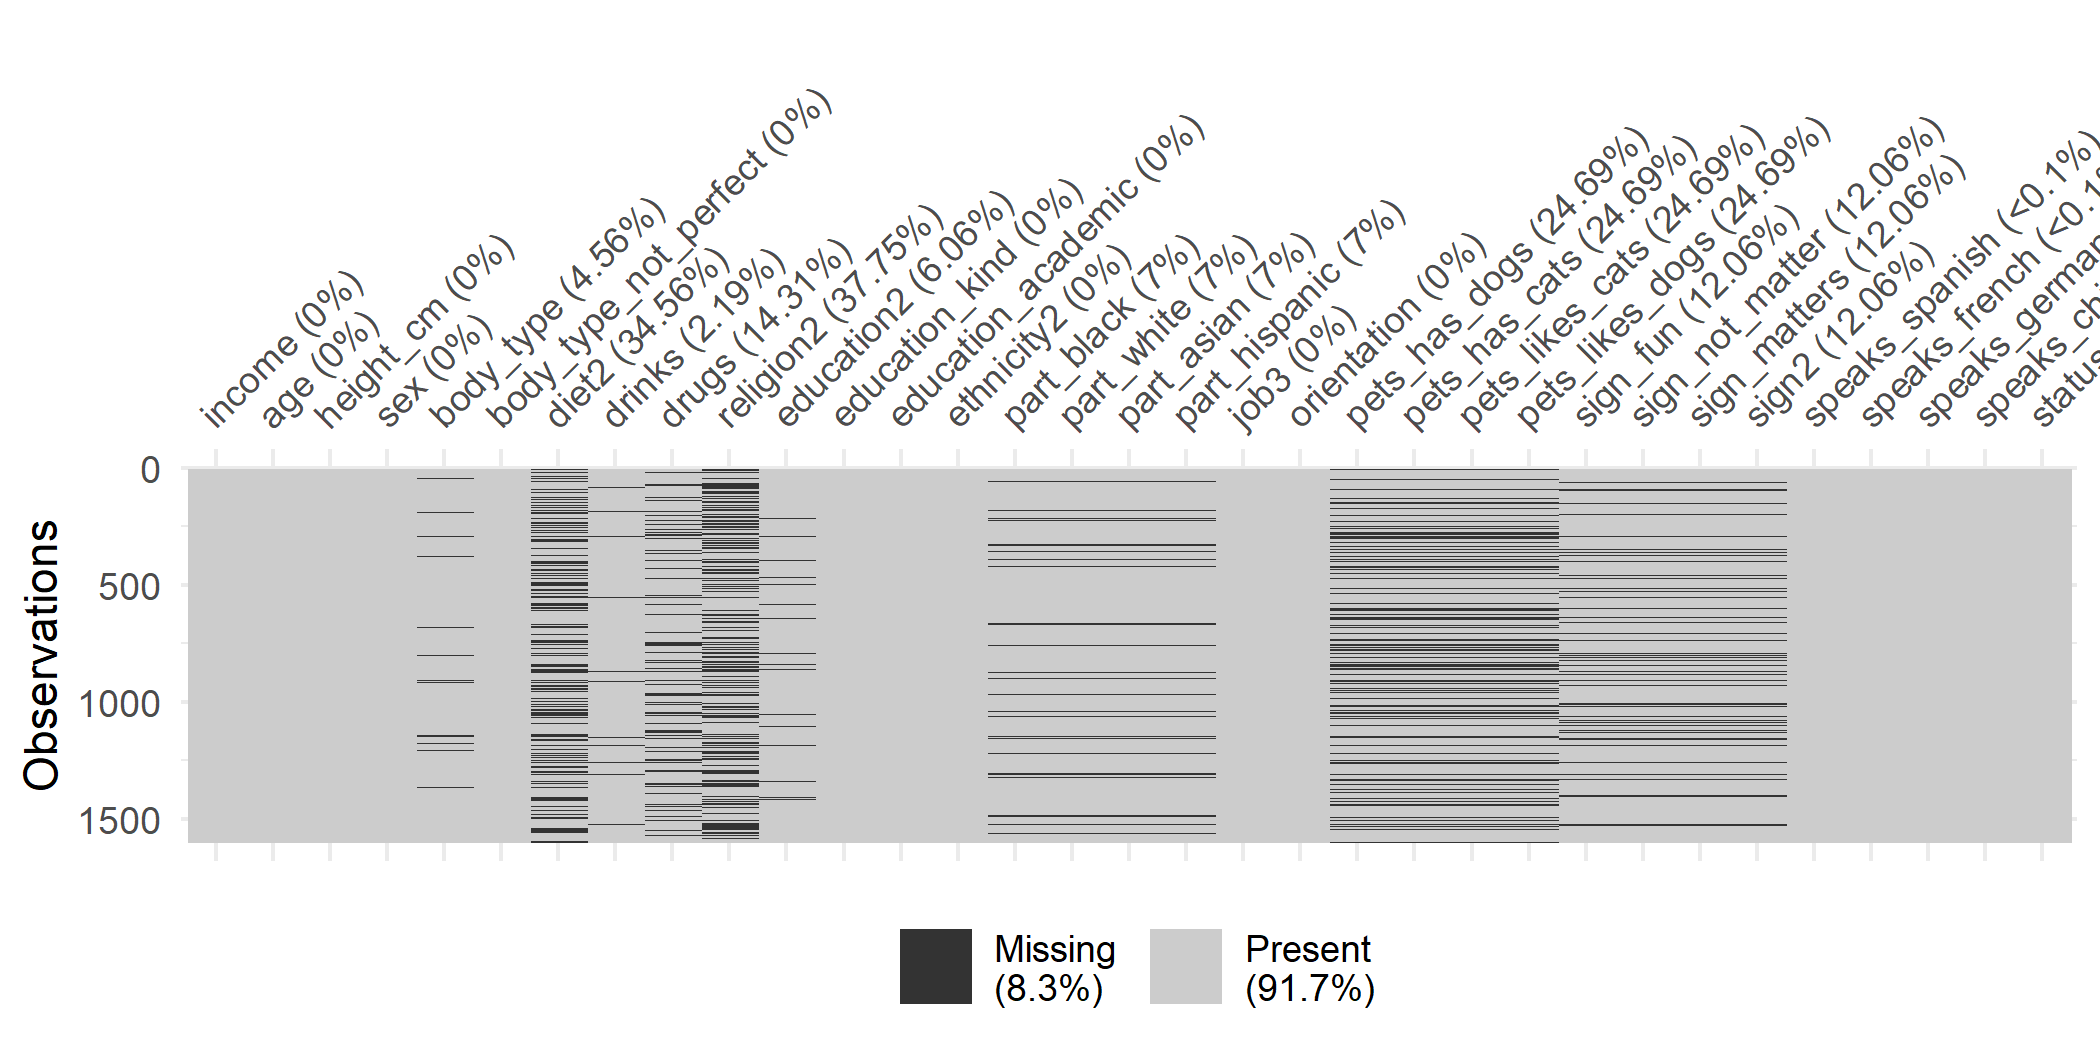 income (0%)
age (0%)
height_cm (0%)
sex (0%)
body_type (4.56%)
body_type_not_perfect (0%)
diet2 (34.56%)
drinks (2.19%)
drugs (14.31%)
religion2 (37.75%)
education2 (6.06%)
education_kind (0%)
education_academic (0%)
ethnicity2 (0%)
part_black (7%)
part_white (7%)
part_asian (7%)
part_hispanic (7%)
job3 (0%)
orientation (0%)
pets_has_dogs (24.69%)
pets_has_cats (24.69%)
pets_likes_cats (24.69%)
pets_likes_dogs (24.69%)
sign_fun (12.06%)
sign_not_matter (12.06%)
sign_matters (12.06%)
sign2 (12.06%)
speaks_spanish (<0.1%)
speaks_french (<0.1%
speaks_german
speaks_chi
status
Observations
0
500
1000
1500
Missing
(8.3%)
Present
(91.7%)